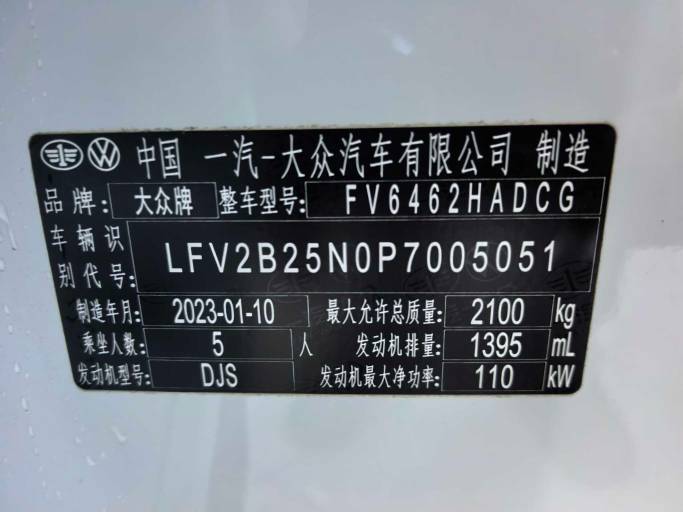 中国 一汽-大众汽车有限公司 制造
品牌: 大众牌 整车型号: FV6462HADCG
车辆识别代号: LFV2B25N0P7005051
制造年月: 2023-01-10 最大允许总质量: 2100 kg
乘坐人数: 5 人 发动机排量: 1395 mL
发动机型号: DJS 发动机最大净功率: 110 kW